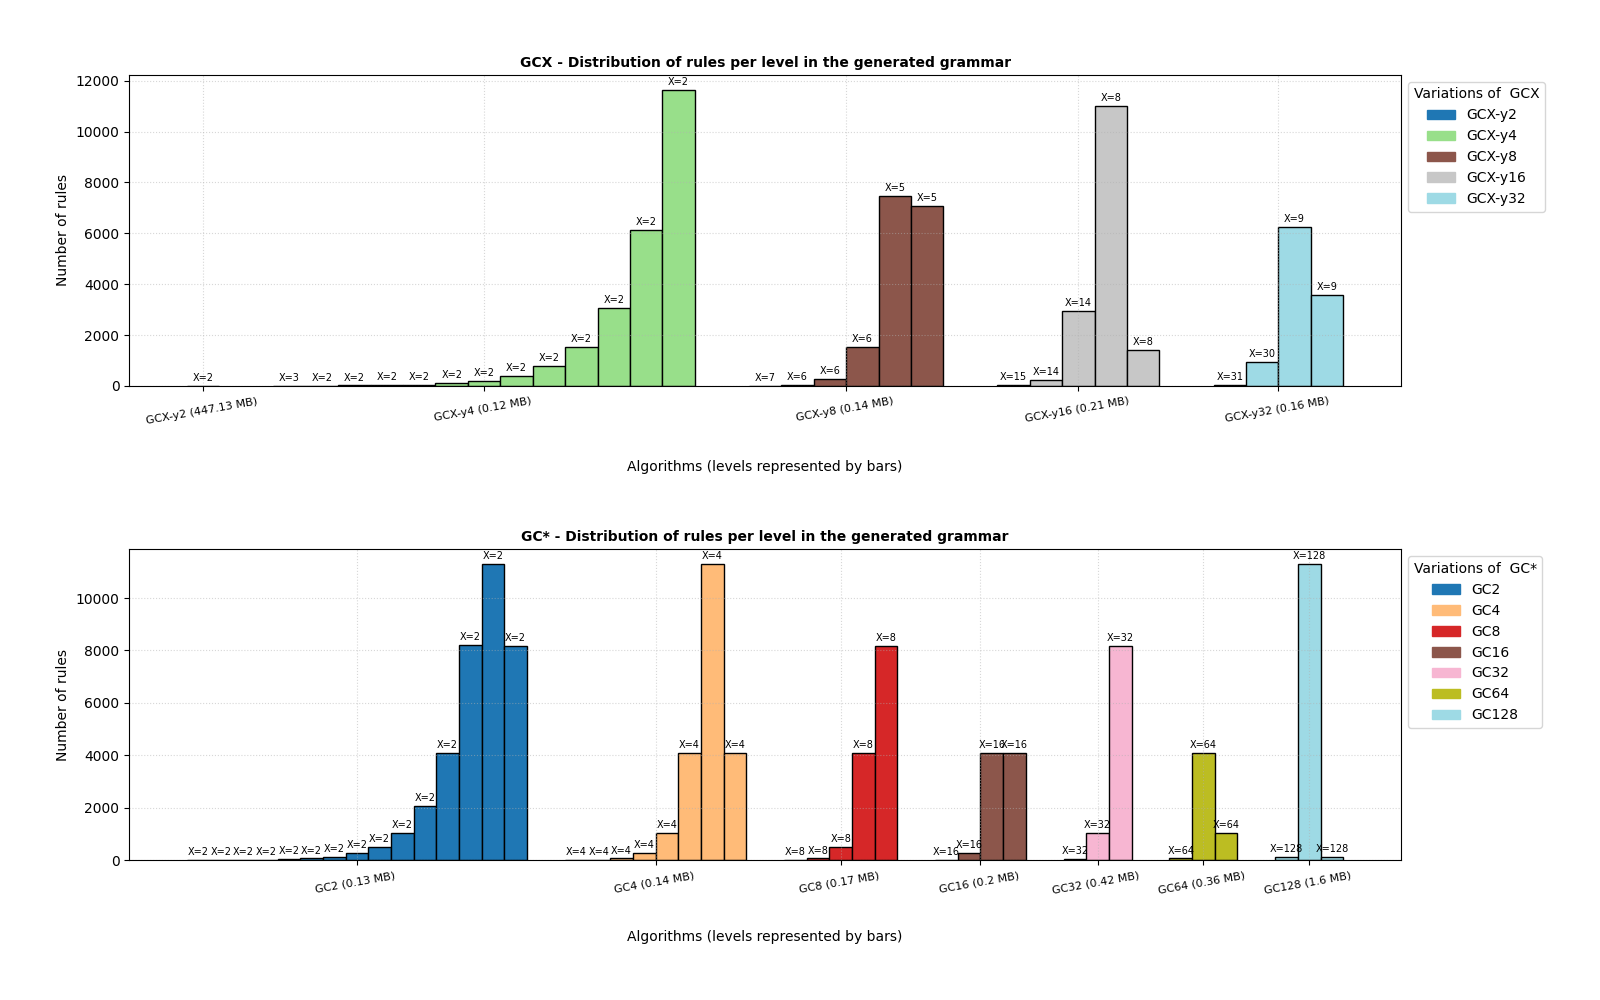 GCX - Distribution of rules per level in the generated grammar
Number of rules
12000
10000
8000
6000
4000
2000
0
X=2
X=3 X=2 X=2 X=2 X=2 X=2 X=2 X=2 X=2 X=2 X=2 X=2 X=2
X=7 X=6 X=6 X=6 X=5 X=5
X=15 X=14 X=14 X=8 X=8
X=31 X=30 X=9 X=9
GCX-y2 (447.13 MB)
GCX-y4 (0.12 MB)
GCX-y8 (0.14 MB)
GCX-y16 (0.21 MB)
GCX-y32 (0.16 MB)
Algorithms (levels represented by bars)
Variations of  GCX
GCX-y2
GCX-y4
GCX-y8
GCX-y16
GCX-y32
GC* - Distribution of rules per level in the generated grammar
Number of rules
10000
8000
6000
4000
2000
0
X=2 X=2 X=2 X=2 X=2 X=2 X=2 X=2 X=2 X=2 X=2 X=2 X=2 X=2 X=2
X=4 X=4 X=4 X=4 X=4 X=4 X=4 X=4
X=8 X=8 X=8 X=8 X=8
X=16 X=16 X=16 X=16
X=32 X=32 X=32
X=64 X=64 X=64
X=128 X=128 X=128
GC2 (0.13 MB)
GC4 (0.14 MB)
GC8 (0.17 MB)
GC16 (0.2 MB)
GC32 (0.42 MB)
GC64 (0.36 MB)
GC128 (1.6 MB)
Algorithms (levels represented by bars)
Variations of  GC*
GC2
GC4
GC8
GC16
GC32
GC64
GC128